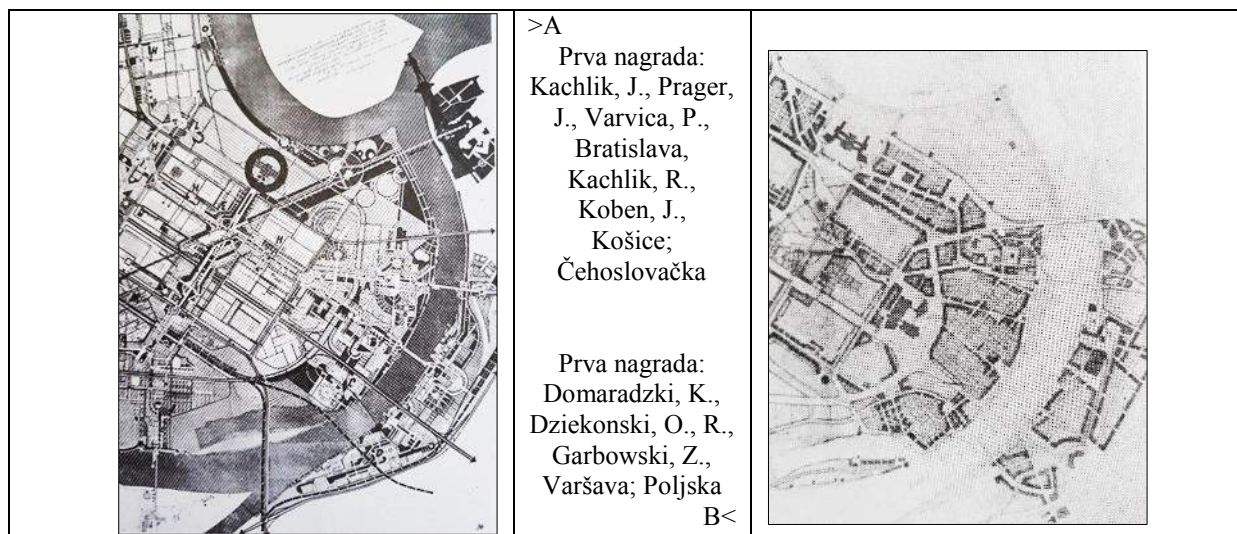 >A
Prva nagrada:
Kachlik, J., Prager,
J., Varvica, P.,
Bratislava,
Kachlik, R.,
Koben, J.,
Košice;
Čehoslovačka
Prva nagrada:
Domaradzki, K.,
Dziekonski, O., R.,
Garbowski, Z.,
Varšava; Poljska
B<